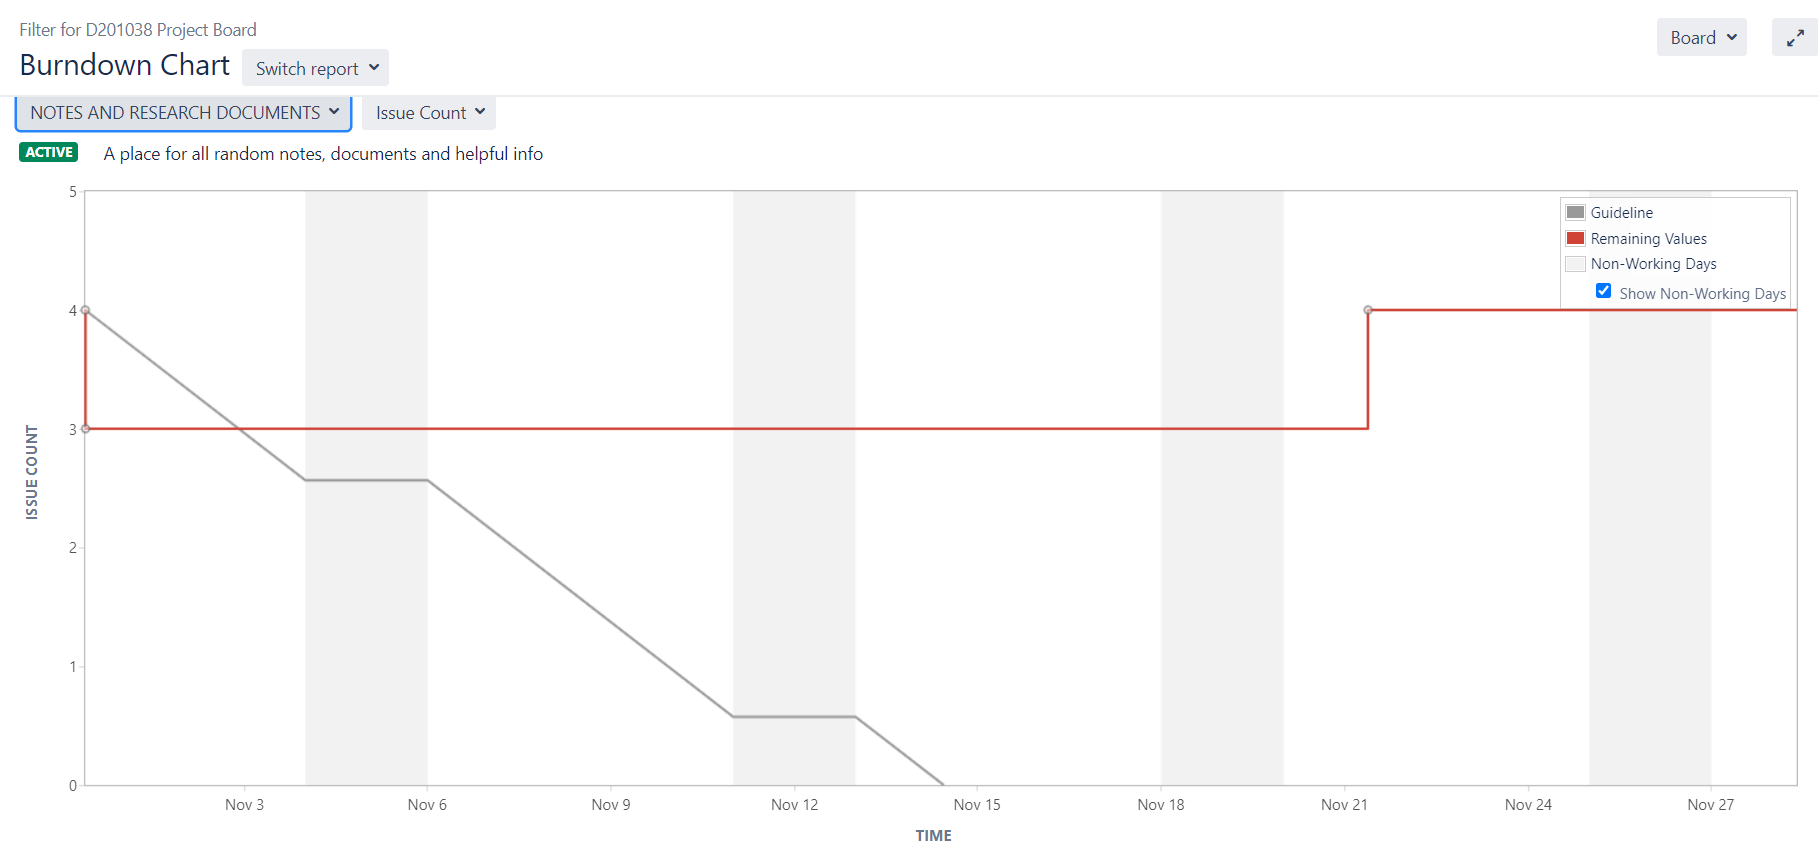 Filter for D201038 Project Board
Burndown Chart
Switch report
Board
NOTES AND RESEARCH DOCUMENTS
Issue Count
ACTIVE
A place for all random notes, documents and helpful info
5
4
3
2
1
0
ISSUE COUNT
Guideline
Remaining Values
Non-Working Days
Show Non-Working Days
Nov 3
Nov 6
Nov 9
Nov 12
Nov 15
Nov 18
Nov 21
Nov 24
Nov 27
TIME